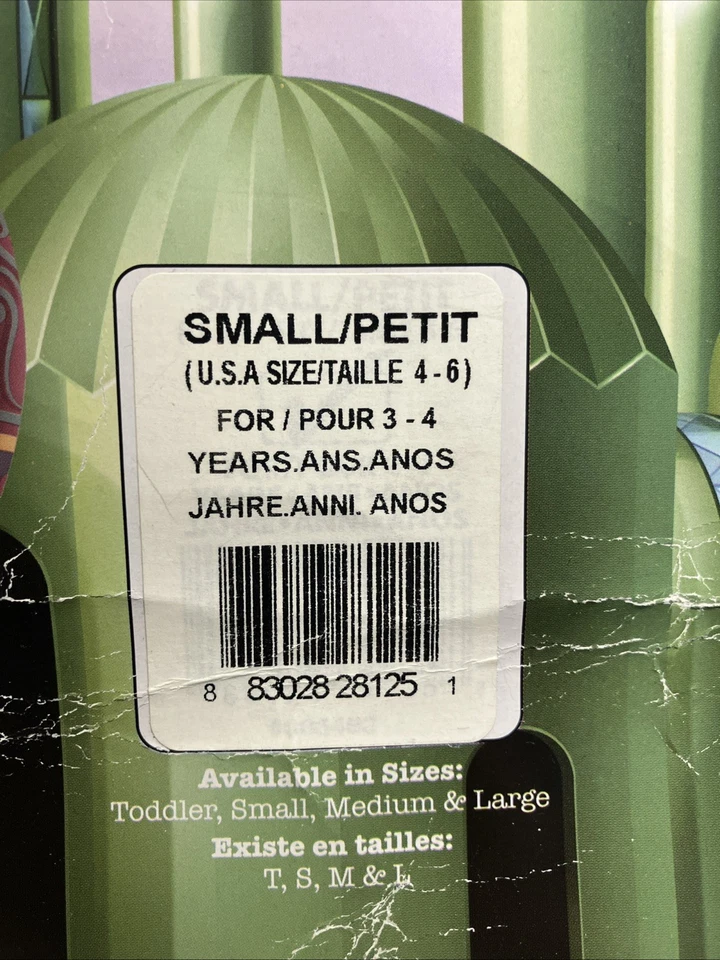 SMALL/PETIT
(U.S.A SIZE/TAILLE 4-6)
FOR / POUR 3 - 4
YEARS.ANS.ANOS
JAHRE.ANNI. ANOS
8 83028 28125 1
Available in Sizes:
Toddler, Small, Medium & Large
Existe en tailles:
T, S, M & L